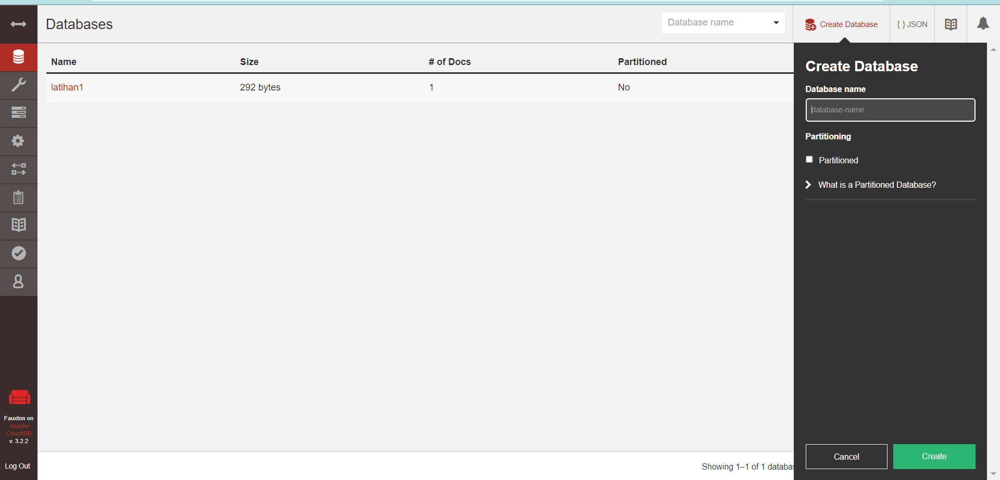 Databases
Database name
Create Database
{ } JSON
Name Size # of Docs Partitioned
latihan1 292 bytes 1 No
Create Database
Database name
database-name
Partitioning
Partitioned
What is a Partitioned Database?
Fauxton on
Apache
CouchDB
v. 3.2.2
Log Out
Showing 1–1 of 1 databas
Cancel
Create